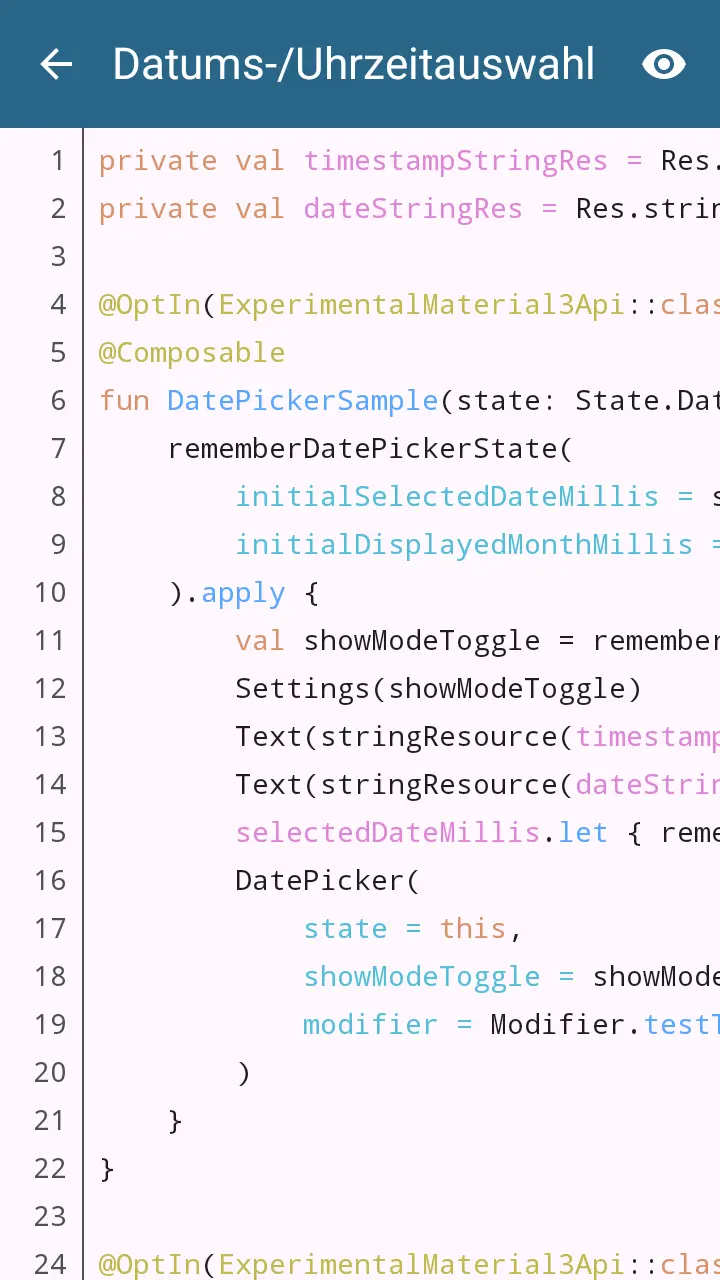 Datums-/Uhrzeitauswahl
1 private val timestampStringRes = Res.
2 private val dateStringRes = Res.strin
3
4 @OptIn(ExperimentalMaterial3Api::clas
5 @Composable
6 fun DatePickerSample(state: State.Dat
7 rememberDatePickerState(
8 initialSelectedDateMillis = s
9 initialDisplayedMonthMillis =
10 ).apply {
11 val showModeToggle = remember
12 Settings(showModeToggle)
13 Text(stringResource(timestamp
14 Text(stringResource(dateStrin
15 selectedDateMillis.let { reme
16 DatePicker(
17 state = this,
18 showModeToggle = showMode
19 modifier = Modifier.testT
20 )
21 }
22 }
23
24 @OptIn(ExperimentalMaterial3Api::clas